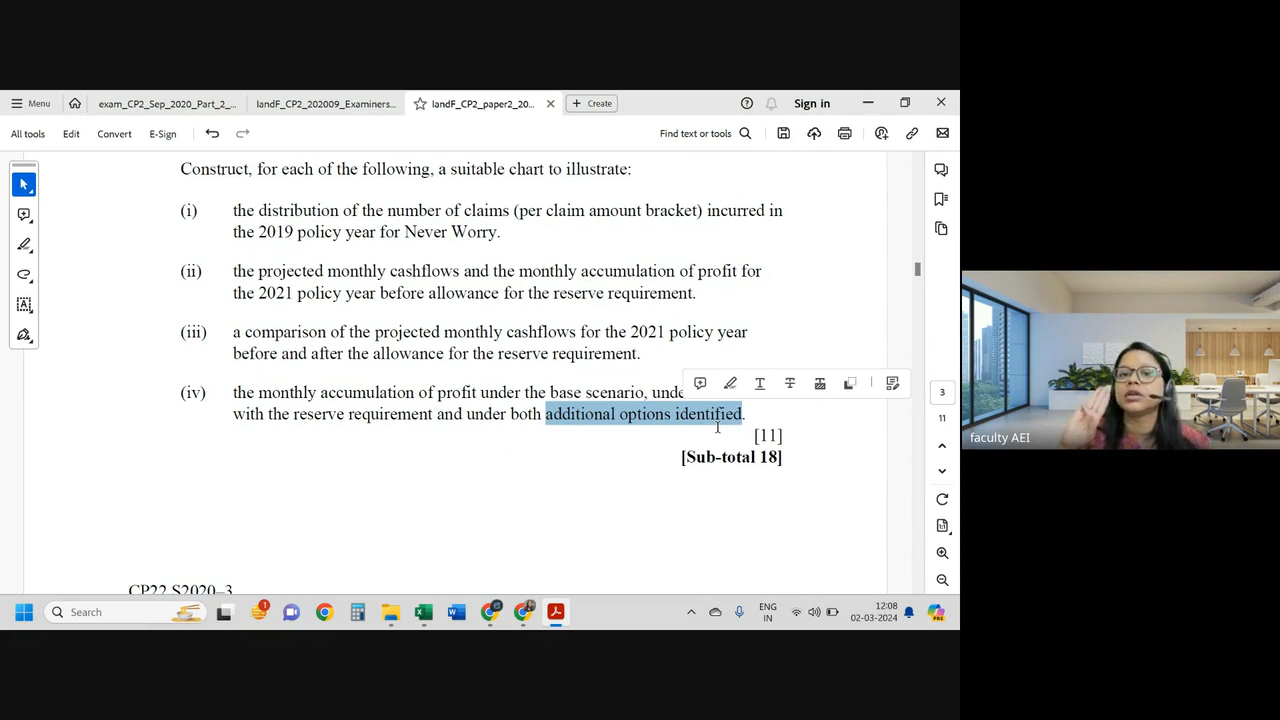 exam_CP2_Sep_2020_Part_2_...
IandF_CP2_202009_Examiners...
IandF_CP2_paper2_20...
Create
Menu
Sign in
All tools
Edit
Convert
E-Sign
Find text or tools
Construct, for each of the following, a suitable chart to illustrate:
(i) the distribution of the number of claims (per claim amount bracket) incurred in
the 2019 policy year for Never Worry.
(ii) the projected monthly cashflows and the monthly accumulation of profit for
the 2021 policy year before allowance for the reserve requirement.
(iii) a comparison of the projected monthly cashflows for the 2021 policy year
before and after the allowance for the reserve requirement.
(iv) the monthly accumulation of profit under the base scenario, unde
with the reserve requirement and under both additional options identified.
[11]
[Sub-total 18]
3
11
CP22 S2020–3
faculty AEI
Search
1
ENG
IN
12:08
02-03-2024